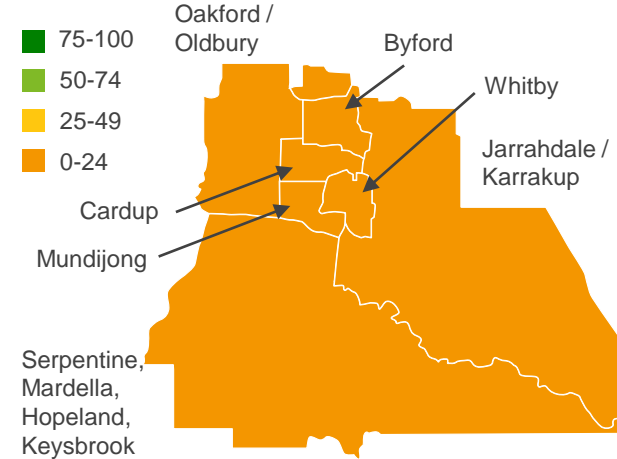 75-100
50-74
25-49
0-24
Oakford /
Oldbury
Byford
Whitby
Jarrahdale /
Karrakup
Cardup
Mundijong
Serpentine,
Mardella,
Hopeland,
Keysbrook